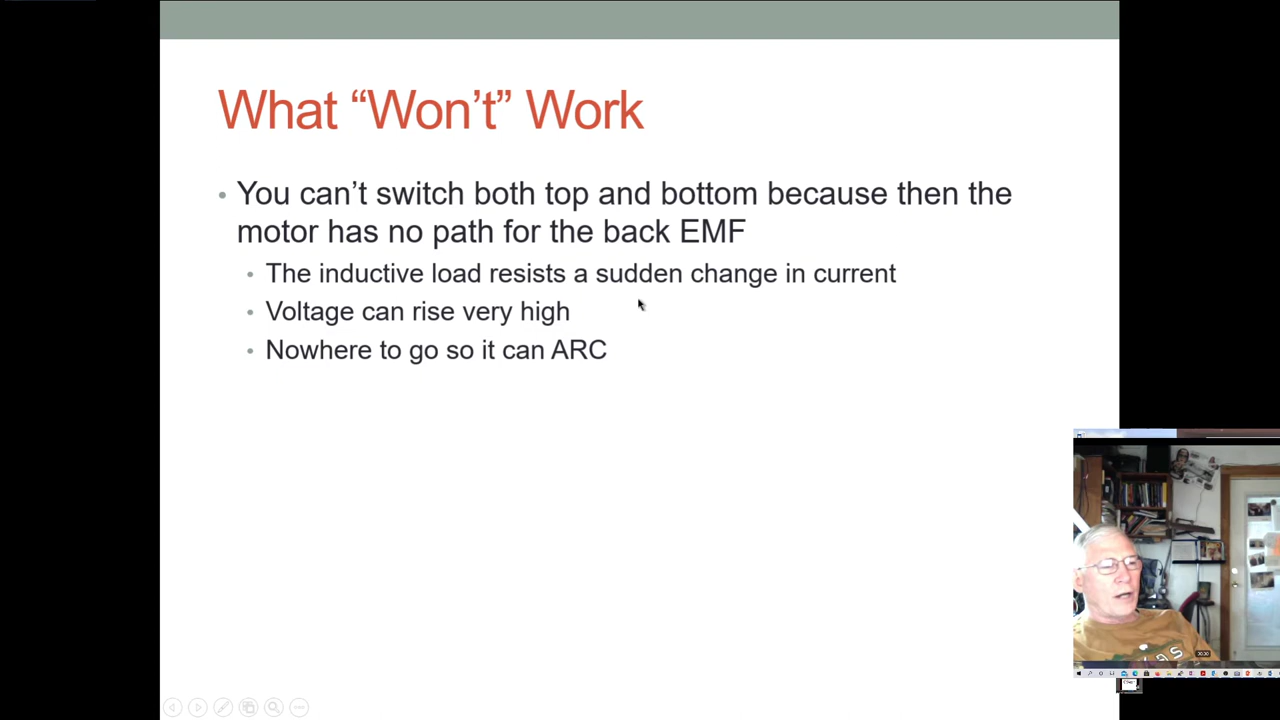 What “Won’t” Work
• You can’t switch both top and bottom because then the
motor has no path for the back EMF
• The inductive load resists a sudden change in current
• Voltage can rise very high
• Nowhere to go so it can ARC